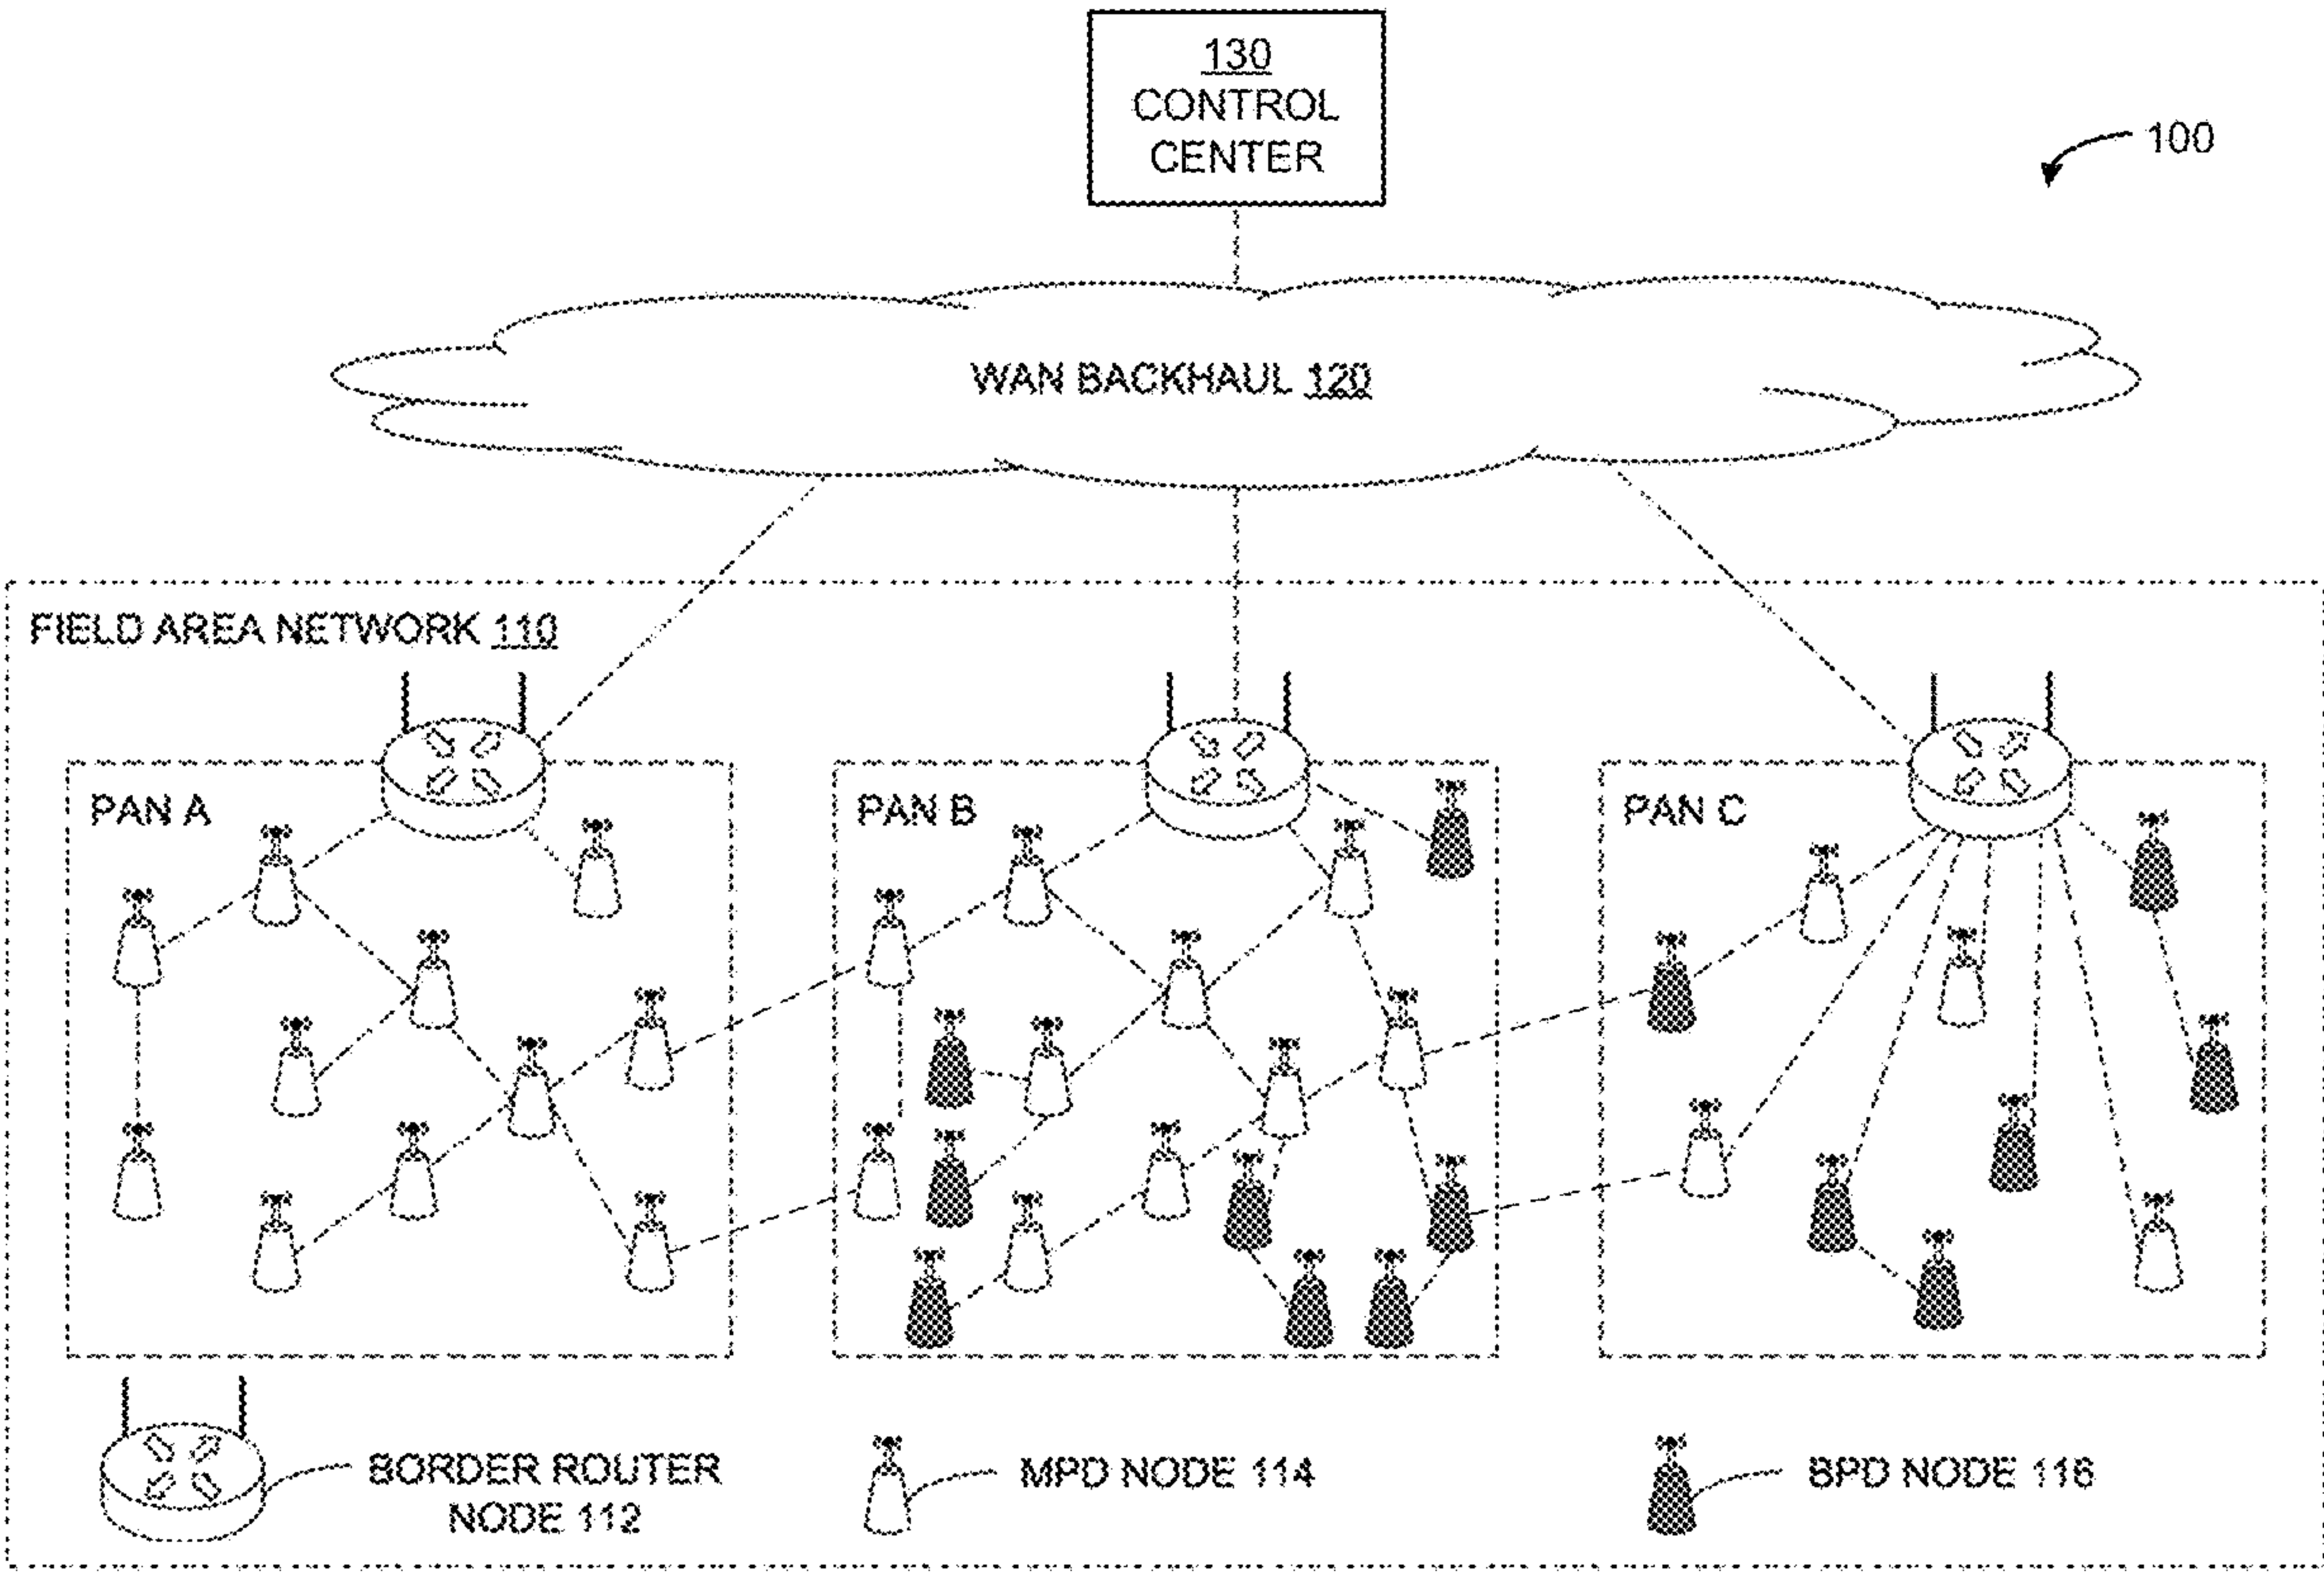 130
CONTROL
CENTER
100
WAN BACKHAUL 120
FIELD AREA NETWORK 110
PAN A
PAN B
PAN C
BORDER ROUTER
NODE 112
MPD NODE 114
BPD NODE 116